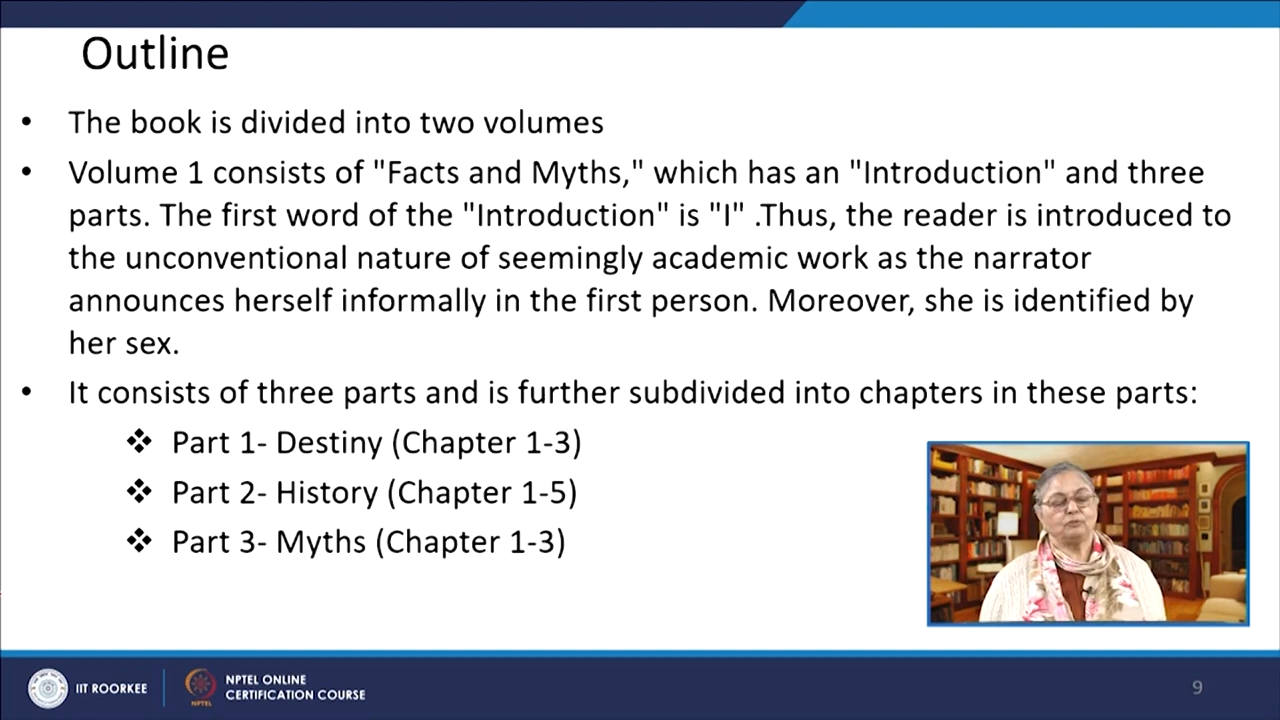 Outline
• The book is divided into two volumes
• Volume 1 consists of "Facts and Myths," which has an "Introduction" and three
parts. The first word of the "Introduction" is "I" .Thus, the reader is introduced to
the unconventional nature of seemingly academic work as the narrator
announces herself informally in the first person. Moreover, she is identified by
her sex.
• It consists of three parts and is further subdivided into chapters in these parts:
❖ Part 1- Destiny (Chapter 1-3)
❖ Part 2- History (Chapter 1-5)
❖ Part 3- Myths (Chapter 1-3)
IIT ROORKEE
NPTEL
NPTEL ONLINE
CERTIFICATION COURSE
9